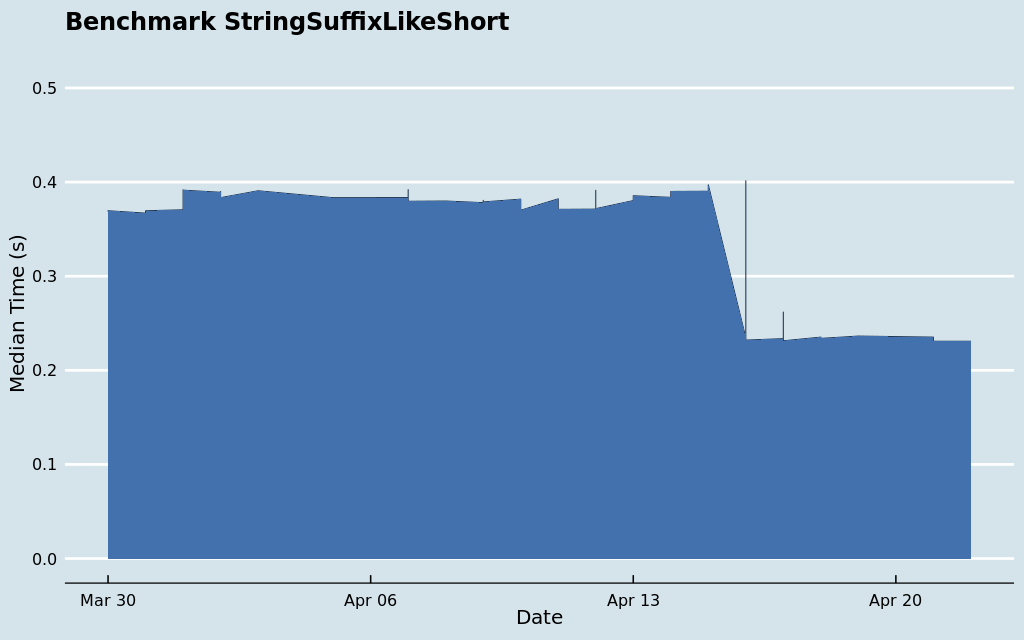 Benchmark StringSuffixLikeShort
0.5
0.4
0.3
0.2
0.1
0.0
Median Time (s)
Mar 30
Apr 06
Apr 13
Apr 20
Date